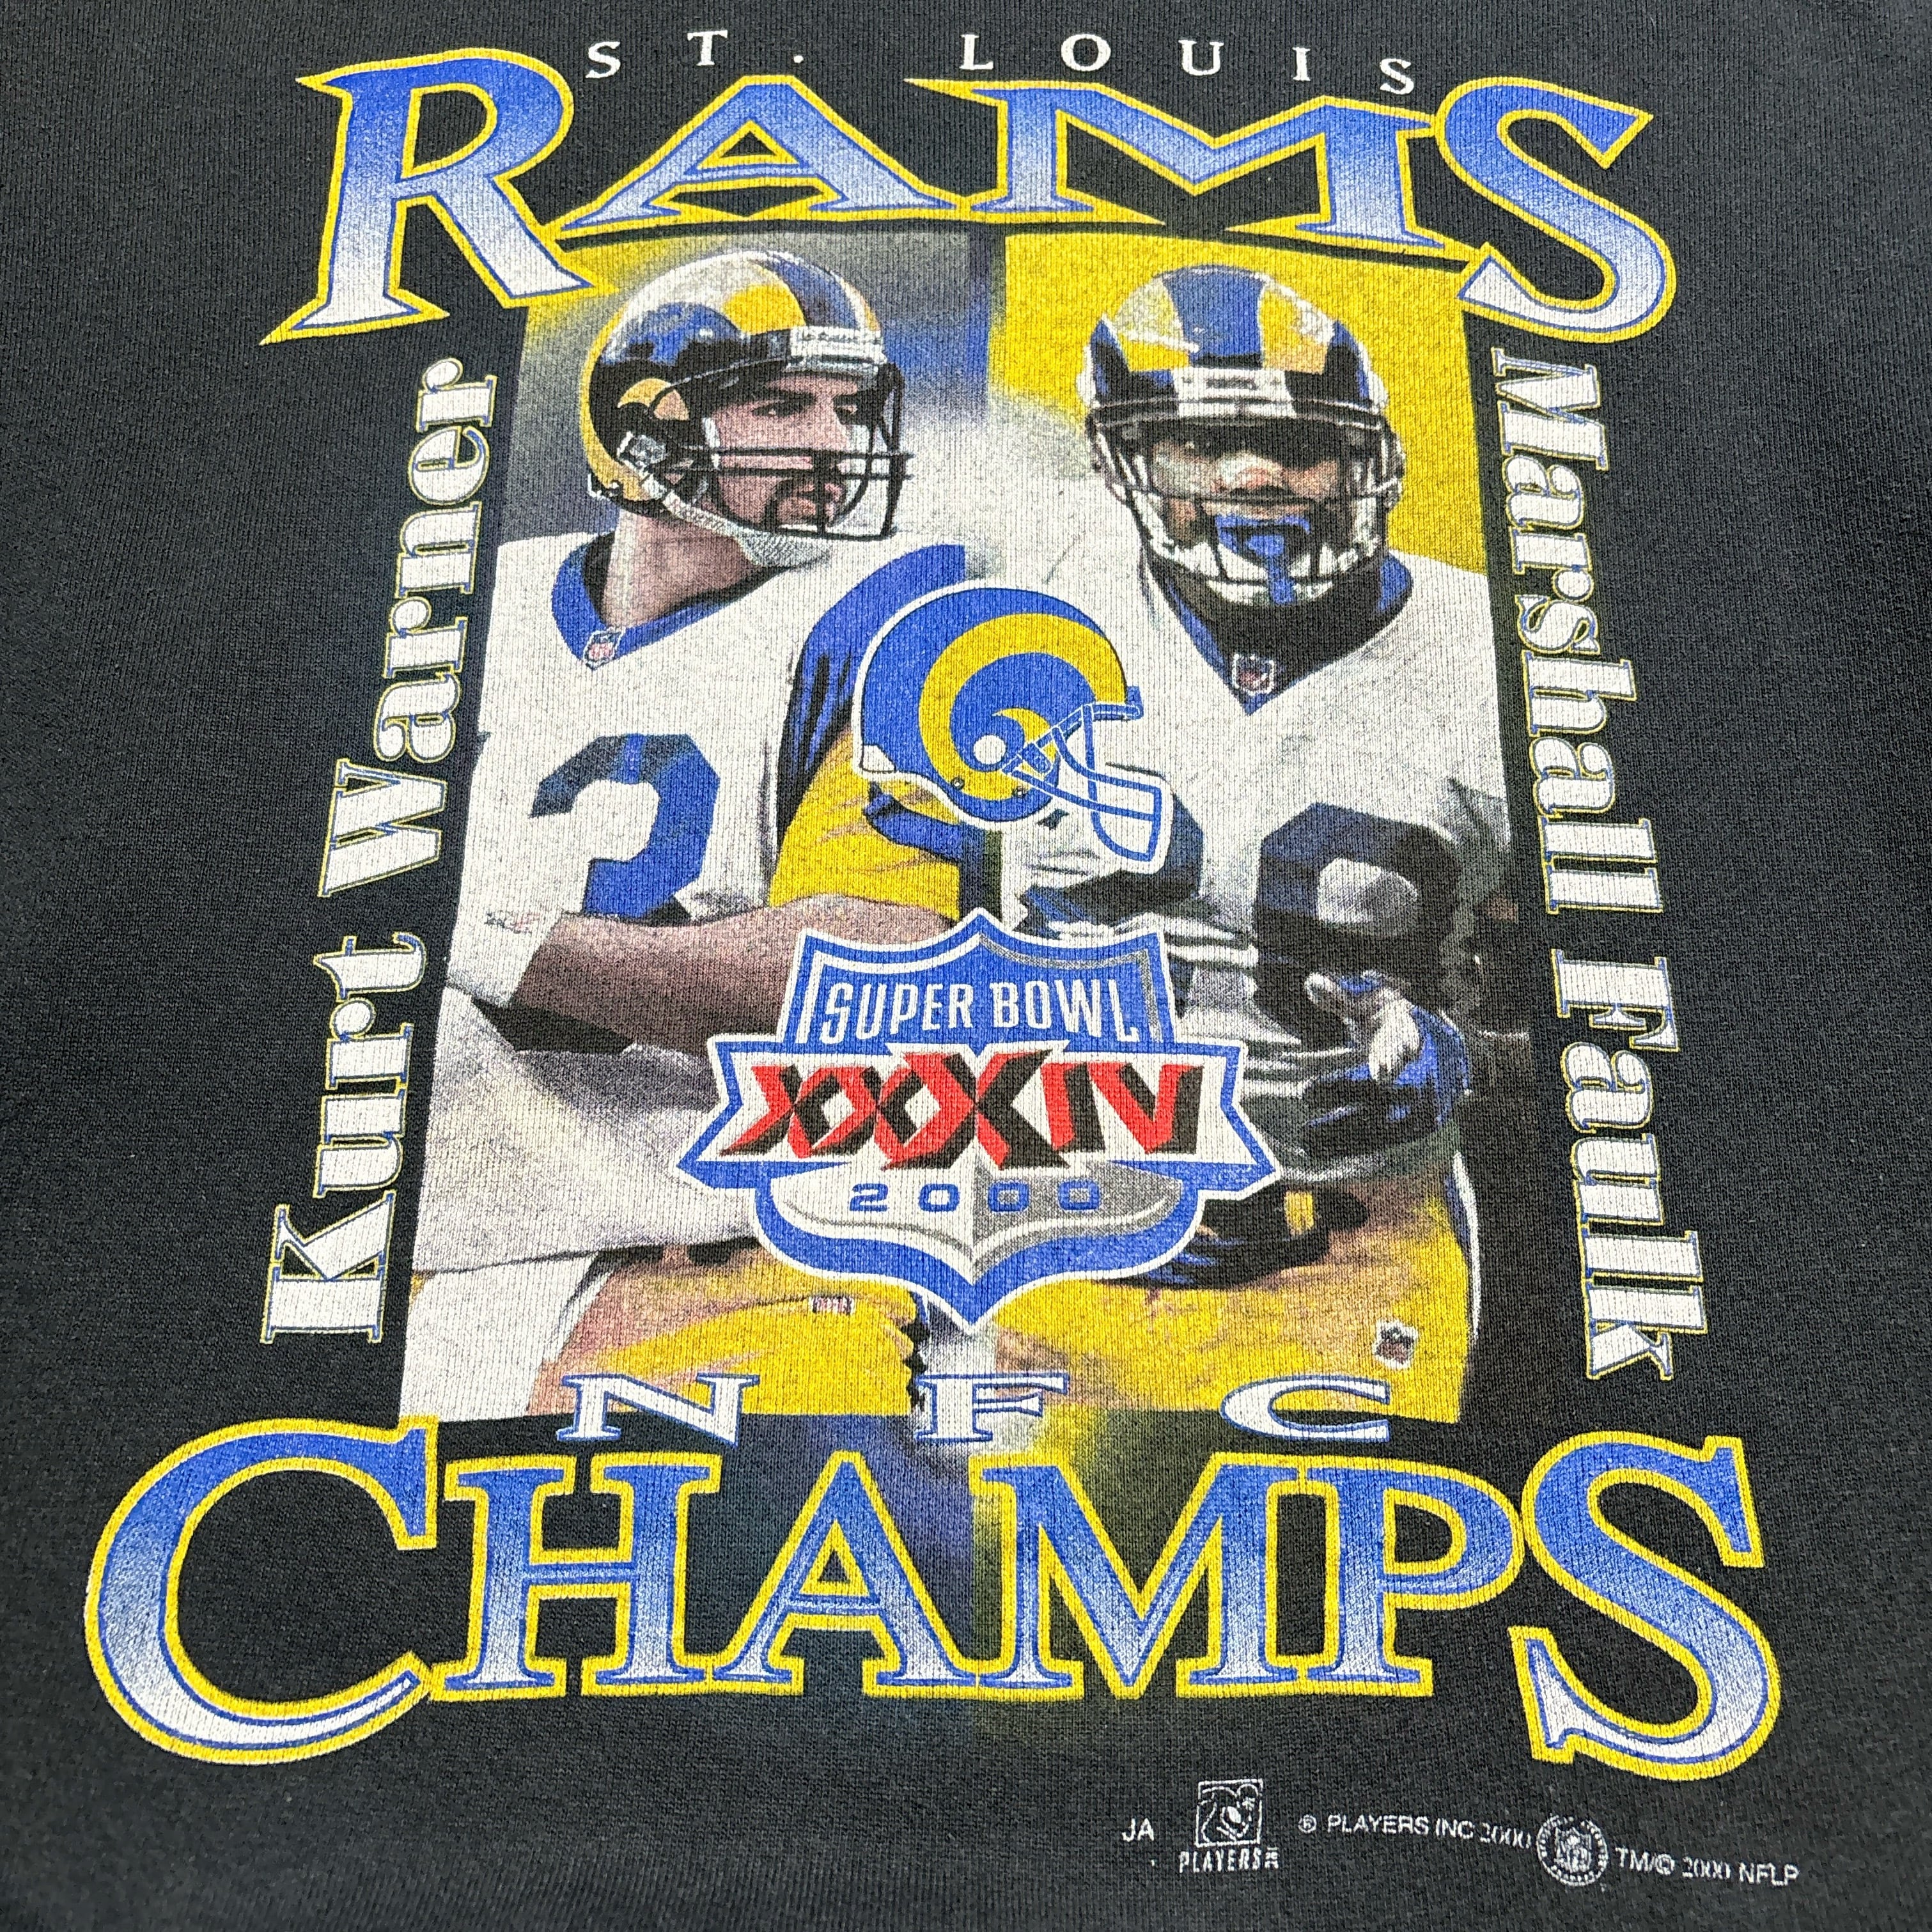 ST. LOUIS
RAMS
Kurt Warner
Marshall Faulk
SUPER BOWL
XXXIV
2000
NFC
CHAMPS
JA
PLAYERS INC
® PLAYERS INC 2000
TM/© 2000 NFLP